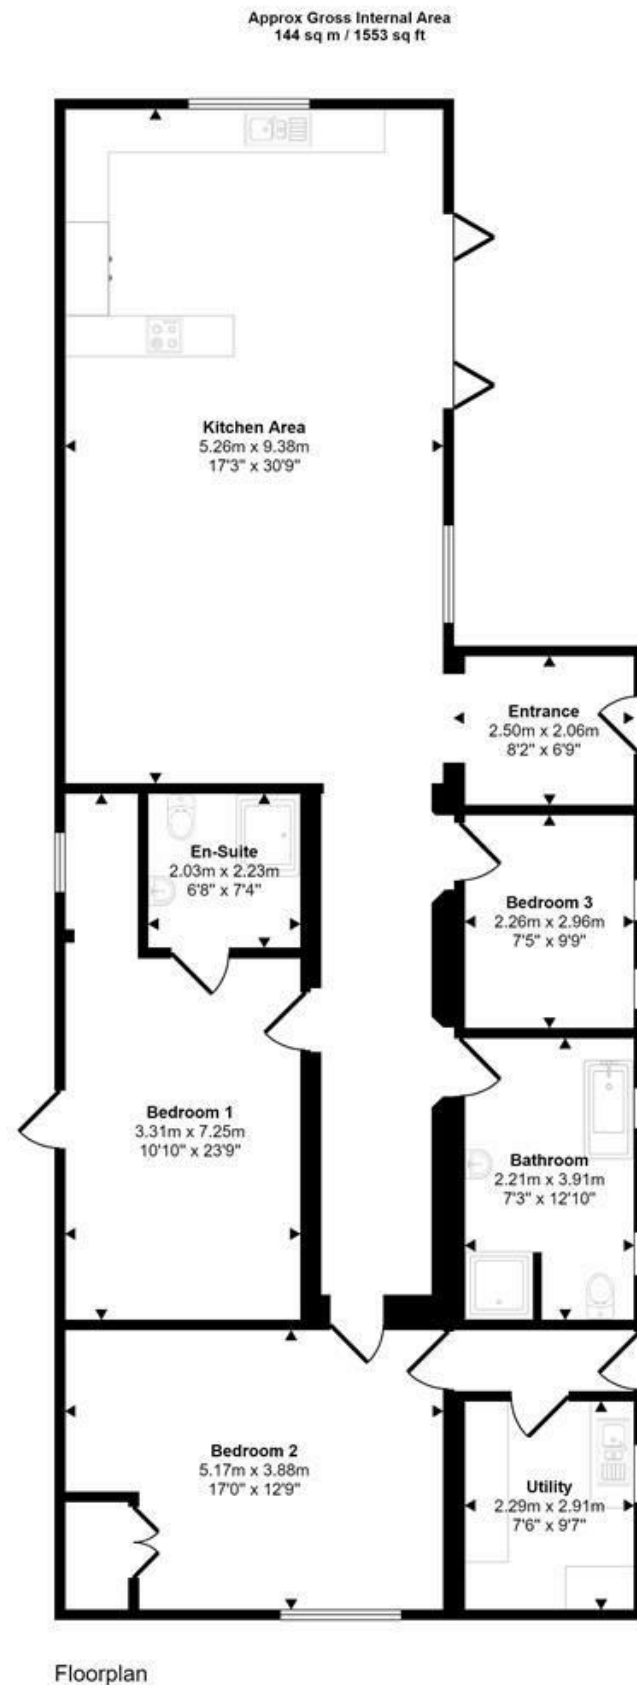 Approx Gross Internal Area
144 sq m / 1553 sq ft
Kitchen Area
5.26m x 9.38m
17'3" x 30'9"
Entrance
2.50m x 2.06m
8'2" x 6'9"
En-Suite
2.03m x 2.23m
6'8" x 7'4"
Bedroom 3
2.26m x 2.96m
7'5" x 9'9"
Bedroom 1
3.31m x 7.25m
10'10" x 23'9"
Bathroom
2.21m x 3.91m
7'3" x 12'10"
Bedroom 2
5.17m x 3.88m
17'0" x 12'9"
Utility
2.29m x 2.91m
7'6" x 9'7"
Floorplan